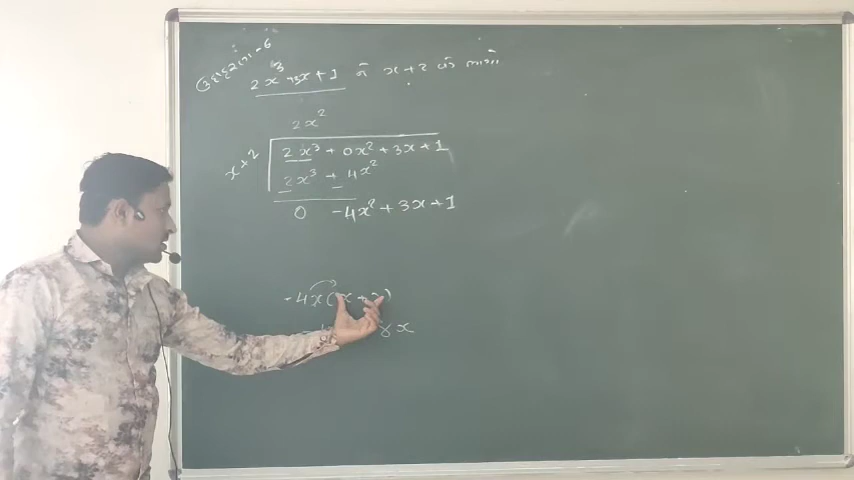 ઉદાહરણ-6
2x³+3x+1 ને x+2 વડે ભાગો
2x²
x+2 2x³ + 0x² + 3x + 1
2x³ + 4x²
0 -4x² + 3x + 1
-4x(x+2)
8x